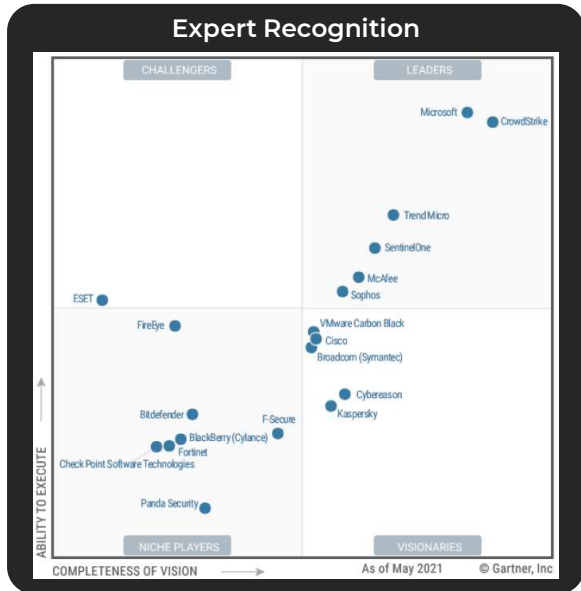 Expert Recognition
CHALLENGERS
LEADERS
Microsoft
CrowdStrike
Trend Micro
SentinelOne
McAfee
Sophos
ESET
FireEye
VMware Carbon Black
Cisco
Broadcom (Symantec)
Cybereason
Kaspersky
Bitdefender
F-Secure
BlackBerry (Cylance)
Fortinet
Check Point Software Technologies
Panda Security
NICHE PLAYERS
VISIONARIES
ABILITY TO EXECUTE
COMPLETENESS OF VISION
As of May 2021
© Gartner, Inc